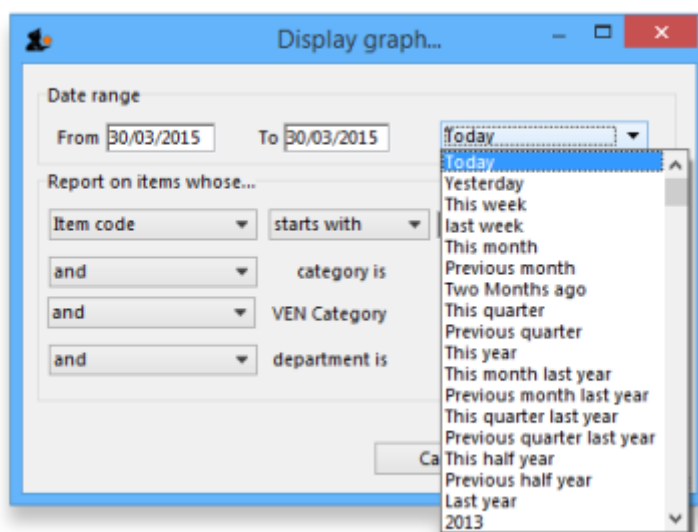 Display graph...
Date range
From 30/03/2015 To 30/03/2015 Today
Today
Yesterday
This week
last week
This month
Previous month
Two Months ago
This quarter
Previous quarter
This year
This month last year
Previous month last year
This quarter last year
Previous quarter last year
This half year
Previous half year
Last year
2013
Report on items whose...
Item code starts with
and category is
and VEN Category
and department is